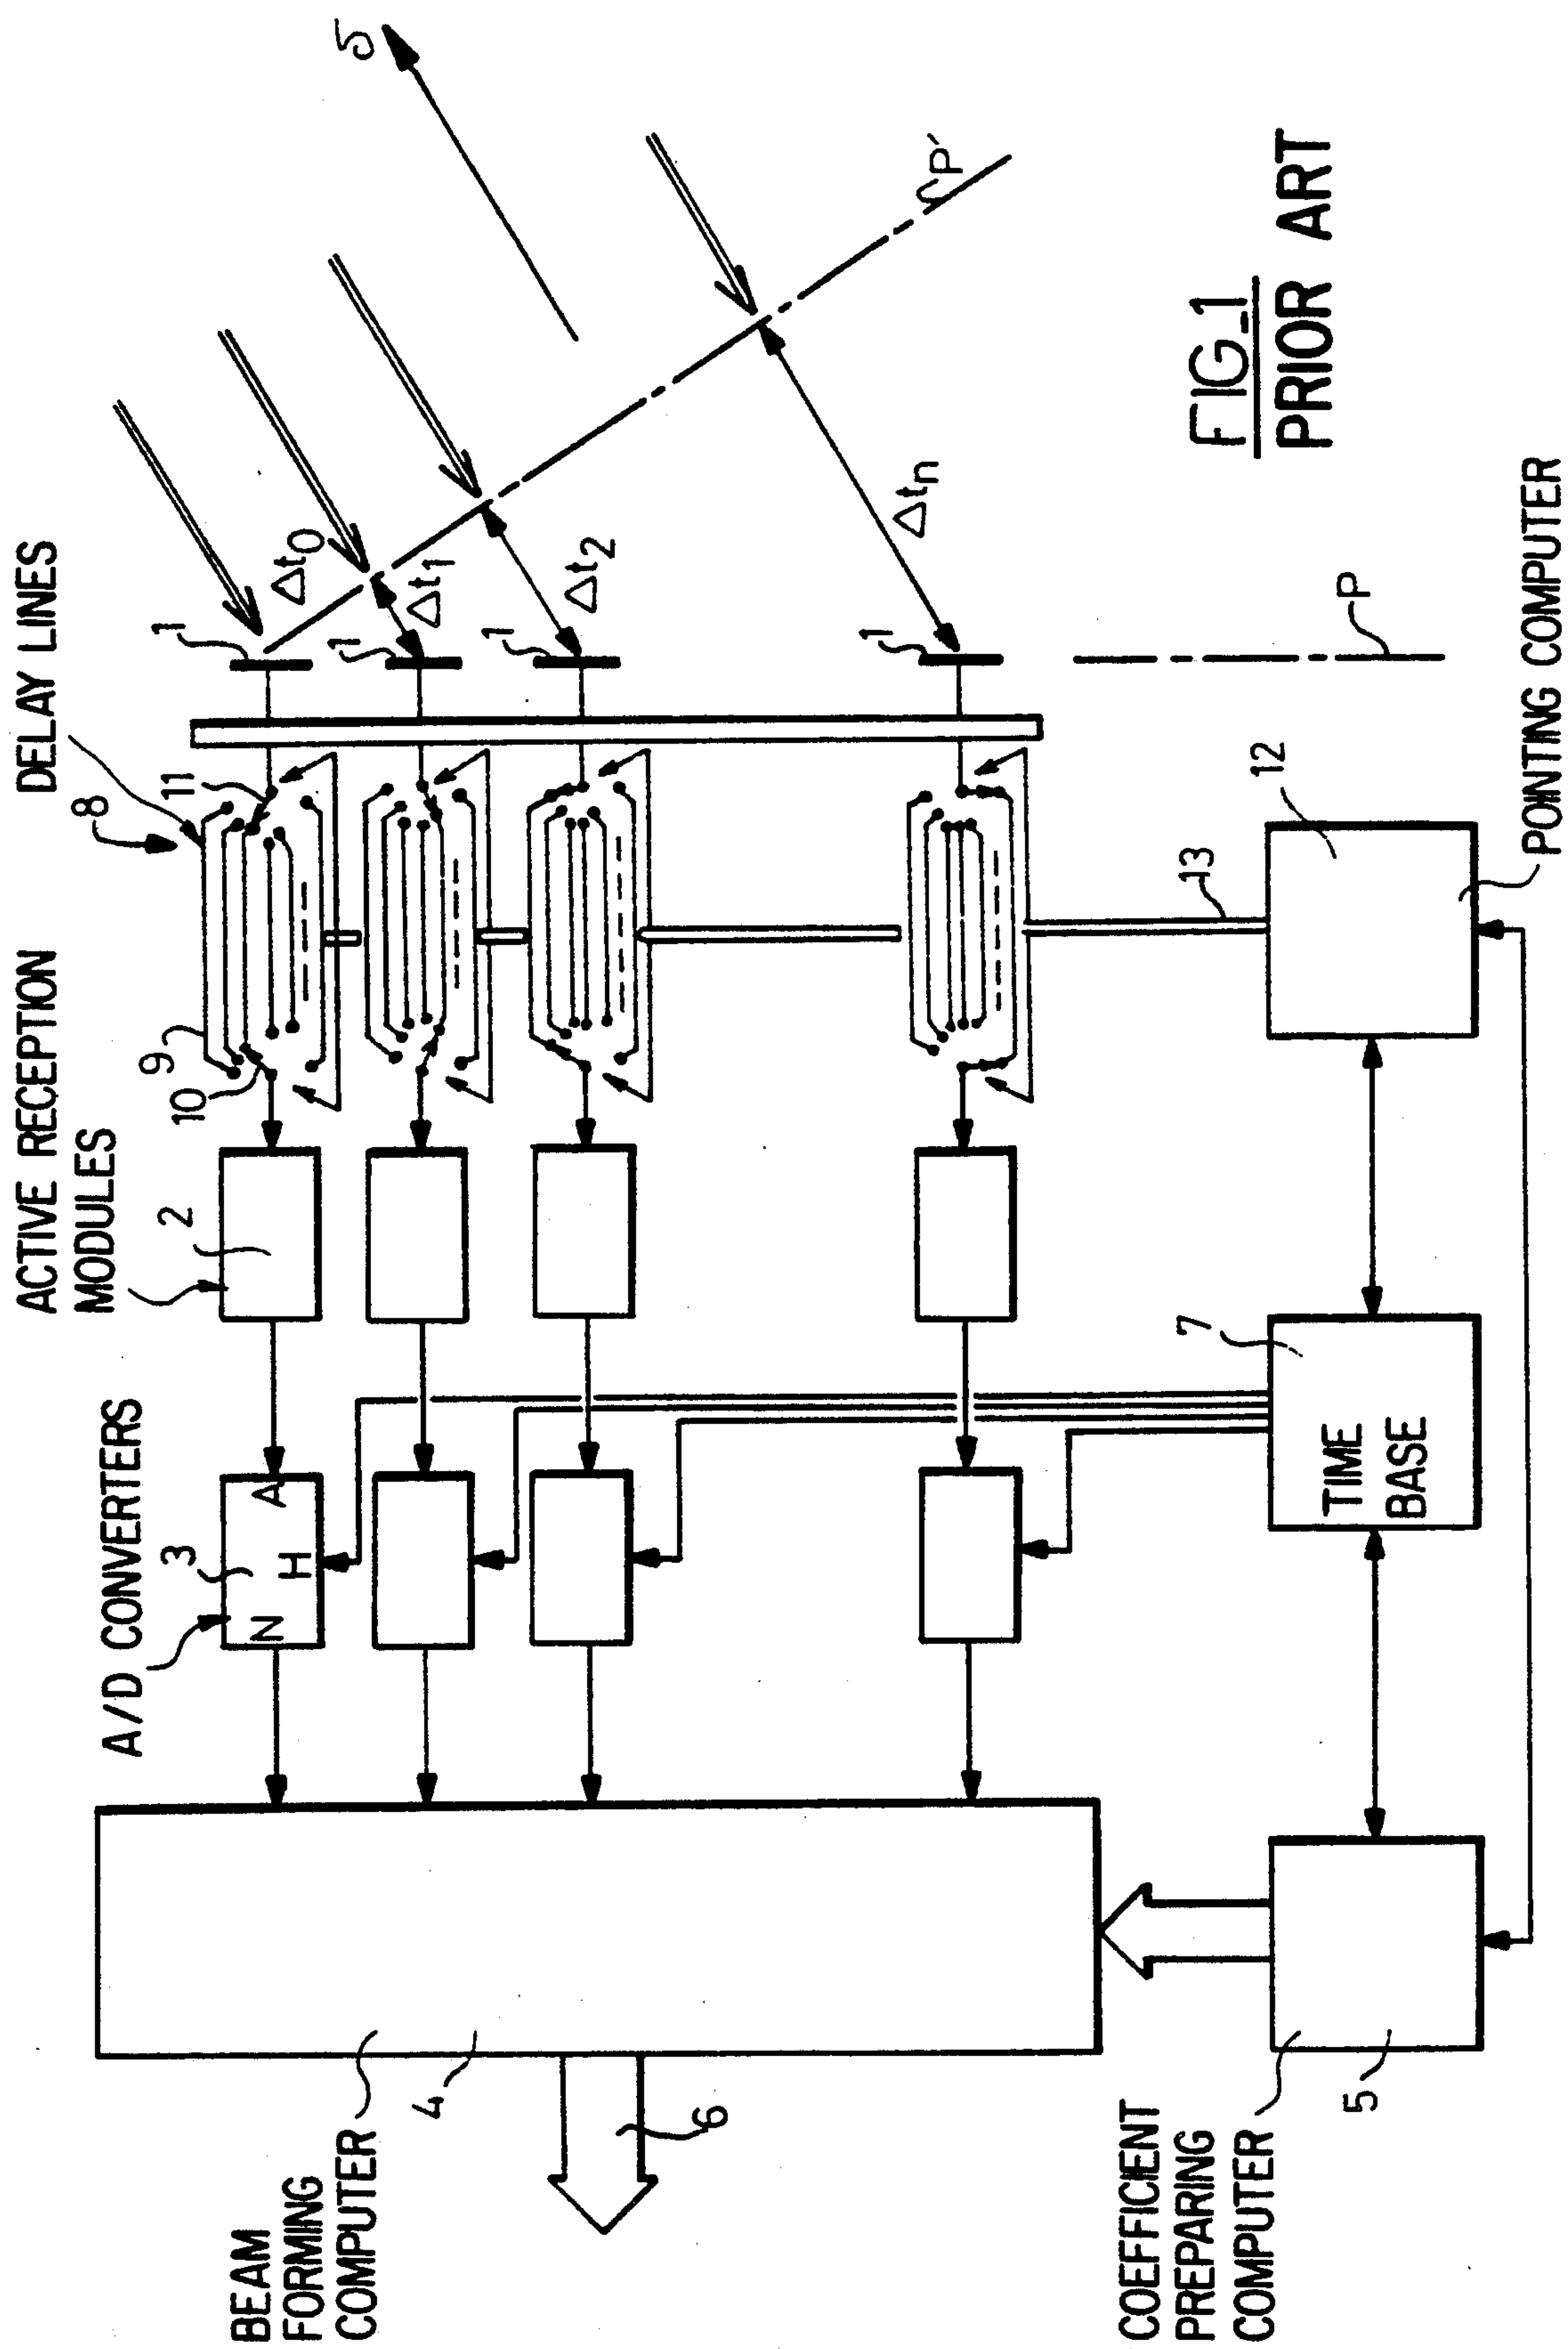 DELAY LINES
ACTIVE RECEPTION
MODULES
A/D CONVERTERS
BEAM
FORMING
COMPUTER
COEFFICIENT
PREPARING
COMPUTER
POINTING COMPUTER
TIME
BASE
N
H
A
1
1
1
1
2
3
4
5
6
7
8
9
10
11
12
13
Δt0
Δt1
Δt2
Δtn
δ
P'
P
FIG_1
PRIOR ART